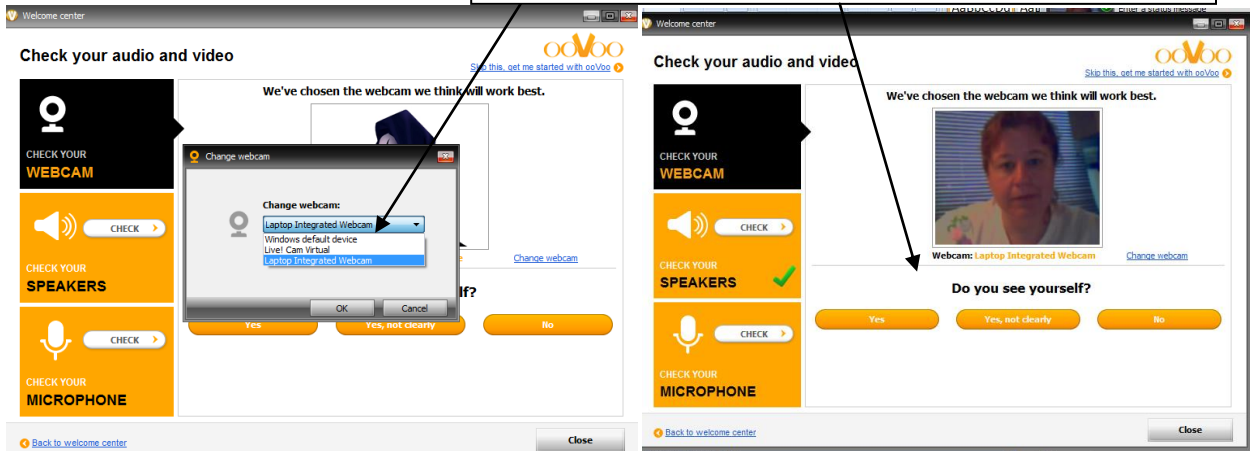 Welcome center
Check your audio and video
ooVoo
Skip this, get me started with ooVoo
We've chosen the webcam we think will work best.
CHECK YOUR
WEBCAM
CHECK
CHECK YOUR
SPEAKERS
CHECK
CHECK YOUR
MICROPHONE
Change webcam
Change webcam:
Laptop Integrated Webcam
Windows default device
Live! Cam Virtual
Laptop Integrated Webcam
OK
Cancel
Change webcam
lf?
Yes
Yes, not clearly
No
Back to welcome center
Close
Enter a status message
Welcome center
Check your audio and video
ooVoo
Skip this, get me started with ooVoo
We've chosen the webcam we think will work best.
CHECK YOUR
WEBCAM
CHECK
CHECK YOUR
SPEAKERS
CHECK
CHECK YOUR
MICROPHONE
Webcam: Laptop Integrated Webcam
Change webcam
Do you see yourself?
Yes
Yes, not clearly
No
Back to welcome center
Close